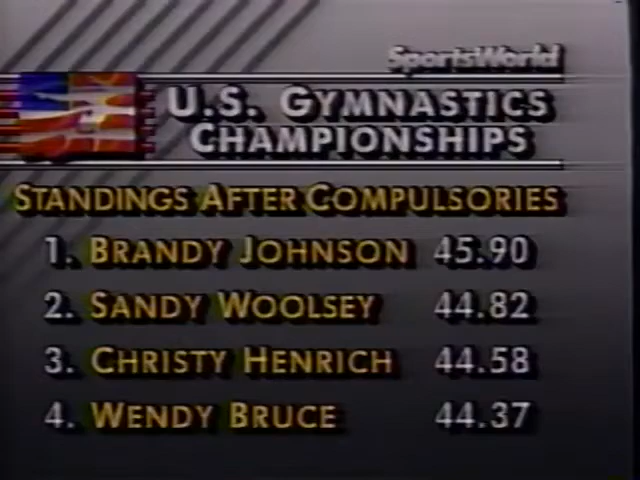 SportsWorld
U.S. GYMNASTICS
CHAMPIONSHIPS
STANDINGS AFTER COMPULSORIES
1. BRANDY JOHNSON 45.90
2. SANDY WOOLSEY 44.82
3. CHRISTY HENRICH 44.58
4. WENDY BRUCE 44.37